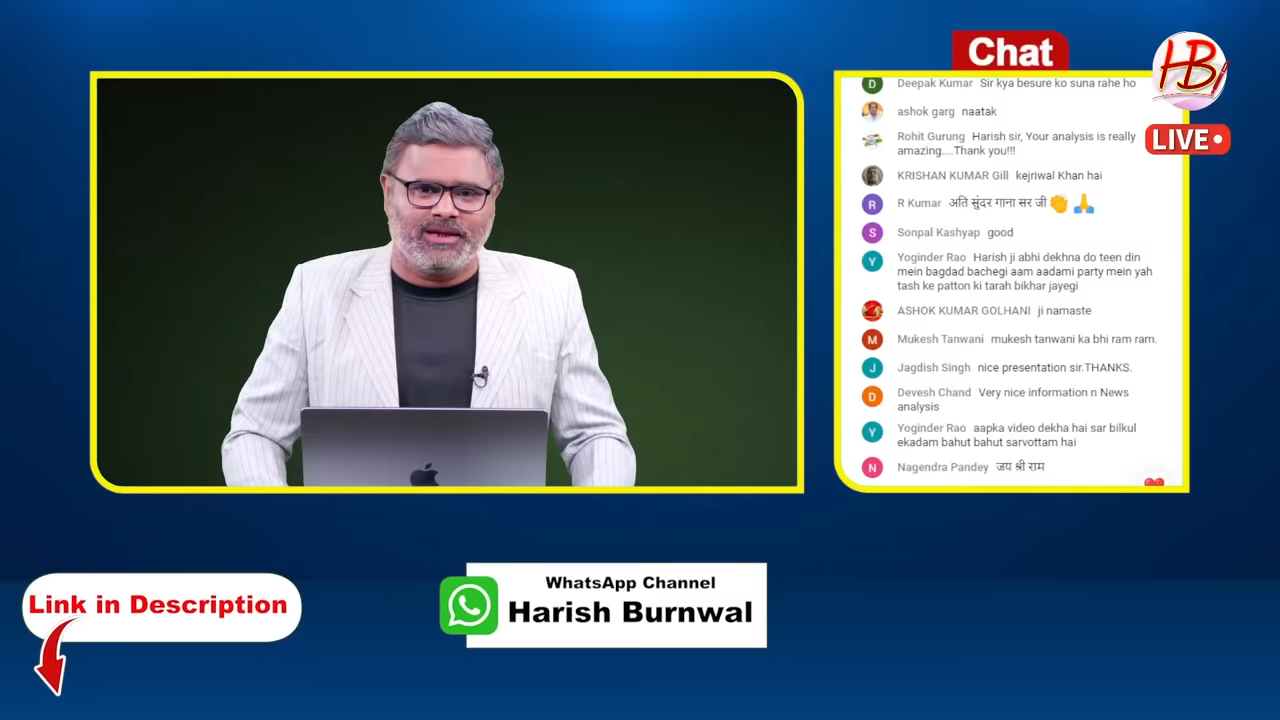 Chat
HB
LIVE
D Deepak Kumar Sir kya besure ko suna rahe ho
ashok garg naatak
Rohit Gurung Harish sir, Your analysis is really
amazing....Thank you!!!
KRISHAN KUMAR Gill kejriwal Khan hai
R R Kumar अति सुंदर गाना सर जी 👏 🙏
S Sonpal Kashyap good
Y Yoginder Rao Harish ji abhi dekhna do teen din
mein bagdad bachegi aam aadami party mein yah
tash ke patton ki tarah bikhar jayegi
ASHOK KUMAR GOLHANI ji namaste
M Mukesh Tanwani mukesh tanwani ka bhi ram ram.
J Jagdish Singh nice presentation sir.THANKS.
D Devesh Chand Very nice information n News
analysis
Y Yoginder Rao aapka video dekha hai sar bilkul
ekadam bahut bahut sarvottam hai
N Nagendra Pandey जय श्री राम
Link in Description
WhatsApp Channel
Harish Burnwal